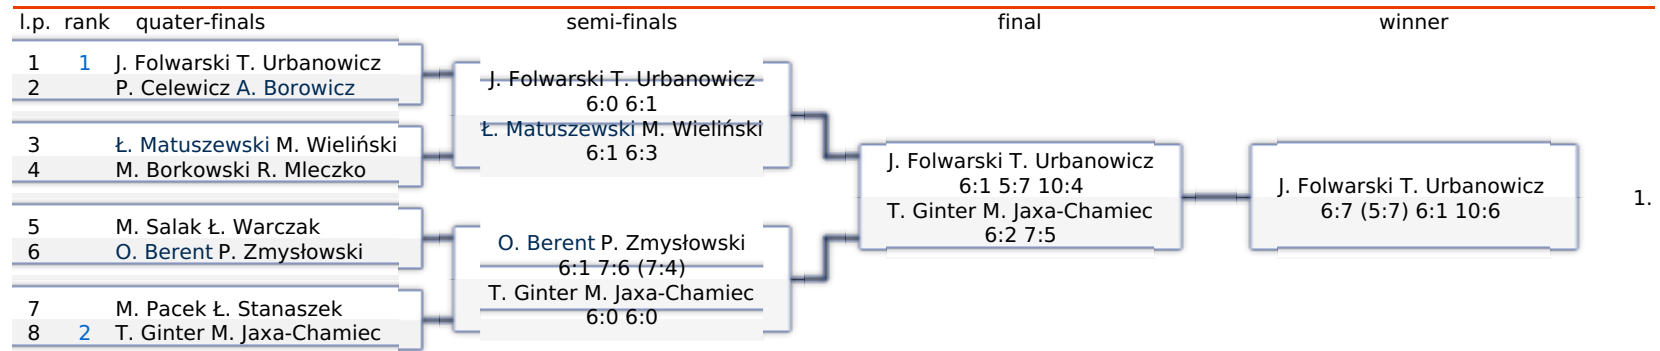 l.p. rank quater-finals semi-finals final winner
1 1 J. Folwarski T. Urbanowicz
2 P. Celewicz A. Borowicz
3 Ł. Matuszewski M. Wieliński
4 M. Borkowski R. Mleczko
5 M. Salak Ł. Warczak
6 O. Berent P. Zmysłowski
7 M. Pacek Ł. Stanaszek
8 2 T. Ginter M. Jaxa-Chamiec
J. Folwarski T. Urbanowicz
6:0 6:1
Ł. Matuszewski M. Wieliński
6:1 6:3
O. Berent P. Zmysłowski
6:1 7:6 (7:4)
T. Ginter M. Jaxa-Chamiec
6:0 6:0
J. Folwarski T. Urbanowicz
6:1 5:7 10:4
T. Ginter M. Jaxa-Chamiec
6:2 7:5
J. Folwarski T. Urbanowicz
6:7 (5:7) 6:1 10:6
1.